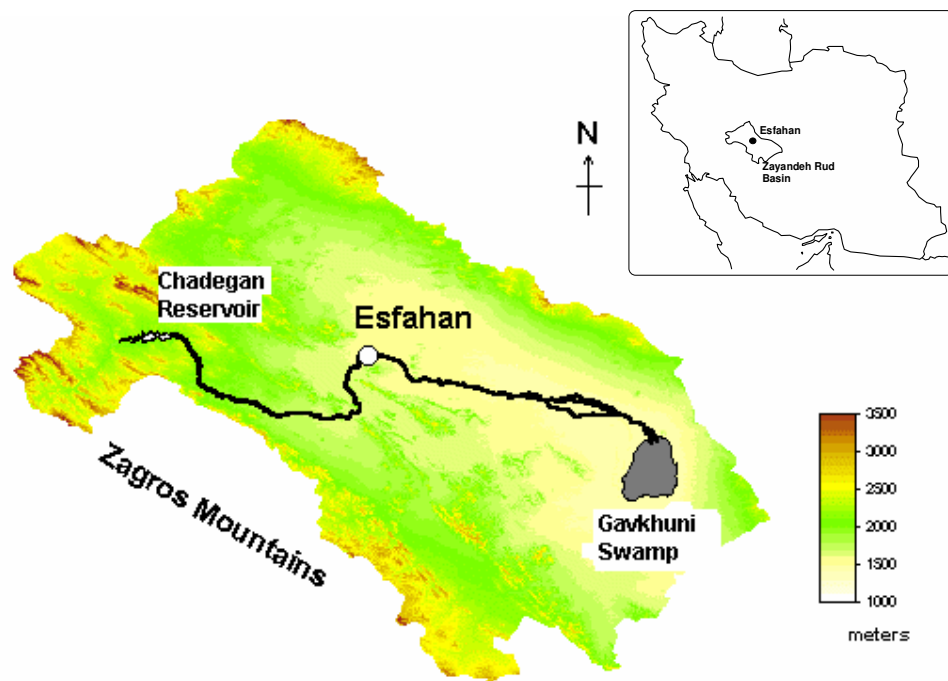 Esfahan
Zayandeh Rud
Basin
N
Chadegan
Reservoir
Esfahan
Zagros Mountains
Gavkhuni
Swamp
3500
3000
2500
2000
1500
1000
meters